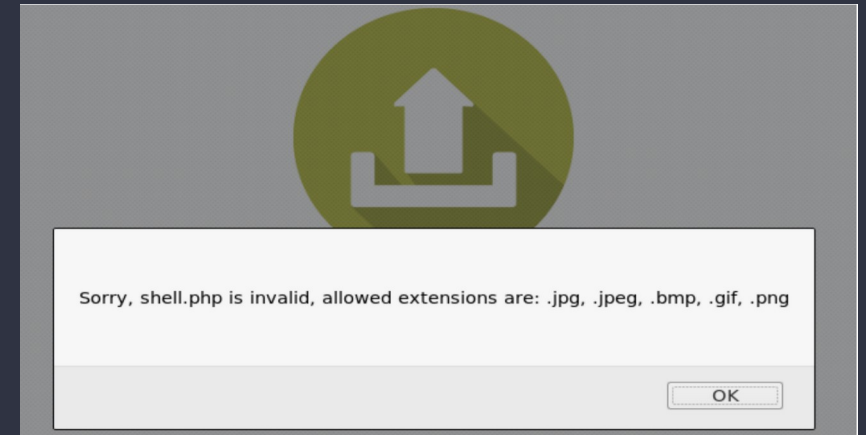 Sorry, shell.php is invalid, allowed extensions are: .jpg, .jpeg, .bmp, .gif, .png
OK